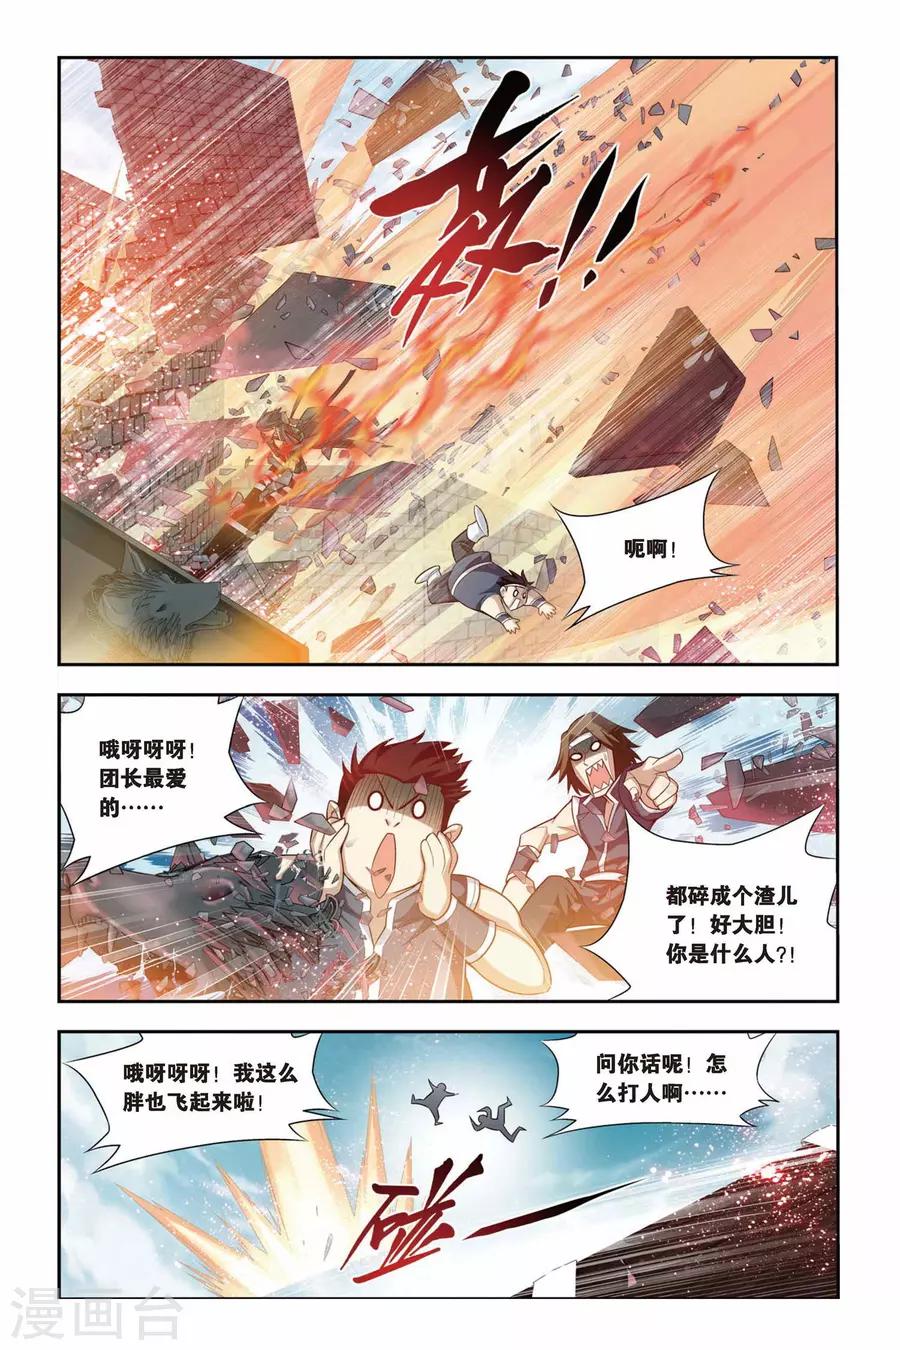 呃啊！
哦呀呀呀！
团长最爱
的……
都碎成个渣儿
了！好大胆！
你是什么人?!
哦呀呀呀！我这么
胖也飞起来啦！
问你话呢！怎
么打人啊……
碰一
漫画台